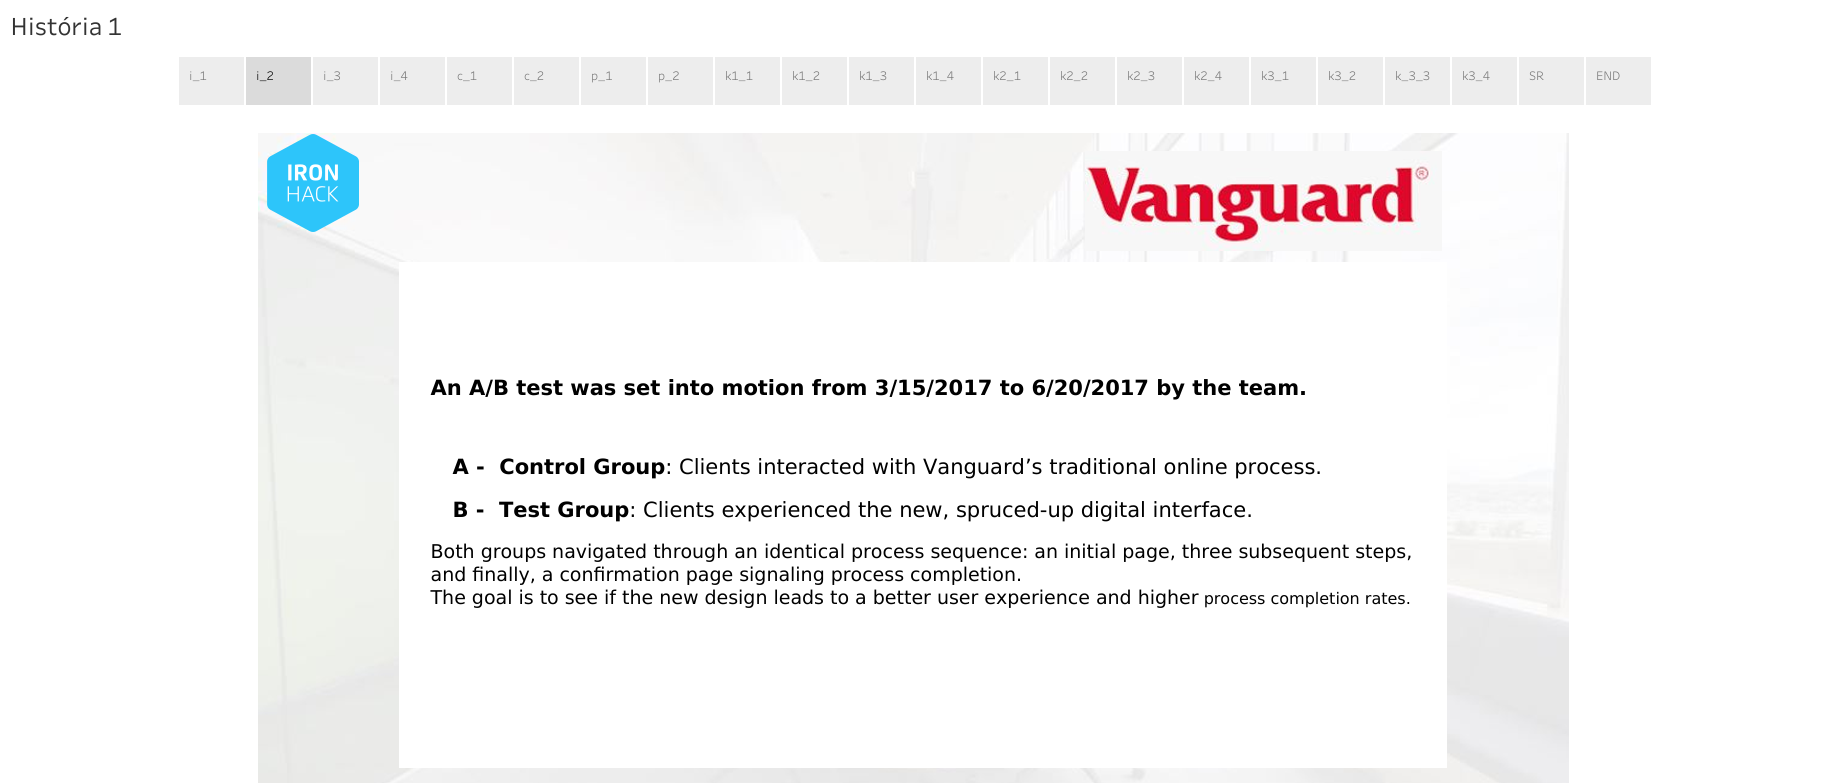 História 1
i_1 i_2 i_3 i_4 c_1 c_2 p_1 p_2 k1_1 k1_2 k1_3 k1_4 k2_1 k2_2 k2_3 k2_4 k3_1 k3_2 k_3_3 k3_4 SR END
IRON
HACK
Vanguard®
An A/B test was set into motion from 3/15/2017 to 6/20/2017 by the team.
A - Control Group: Clients interacted with Vanguard’s traditional online process.
B - Test Group: Clients experienced the new, spruced-up digital interface.
Both groups navigated through an identical process sequence: an initial page, three subsequent steps,
and finally, a confirmation page signaling process completion.
The goal is to see if the new design leads to a better user experience and higher process completion rates.